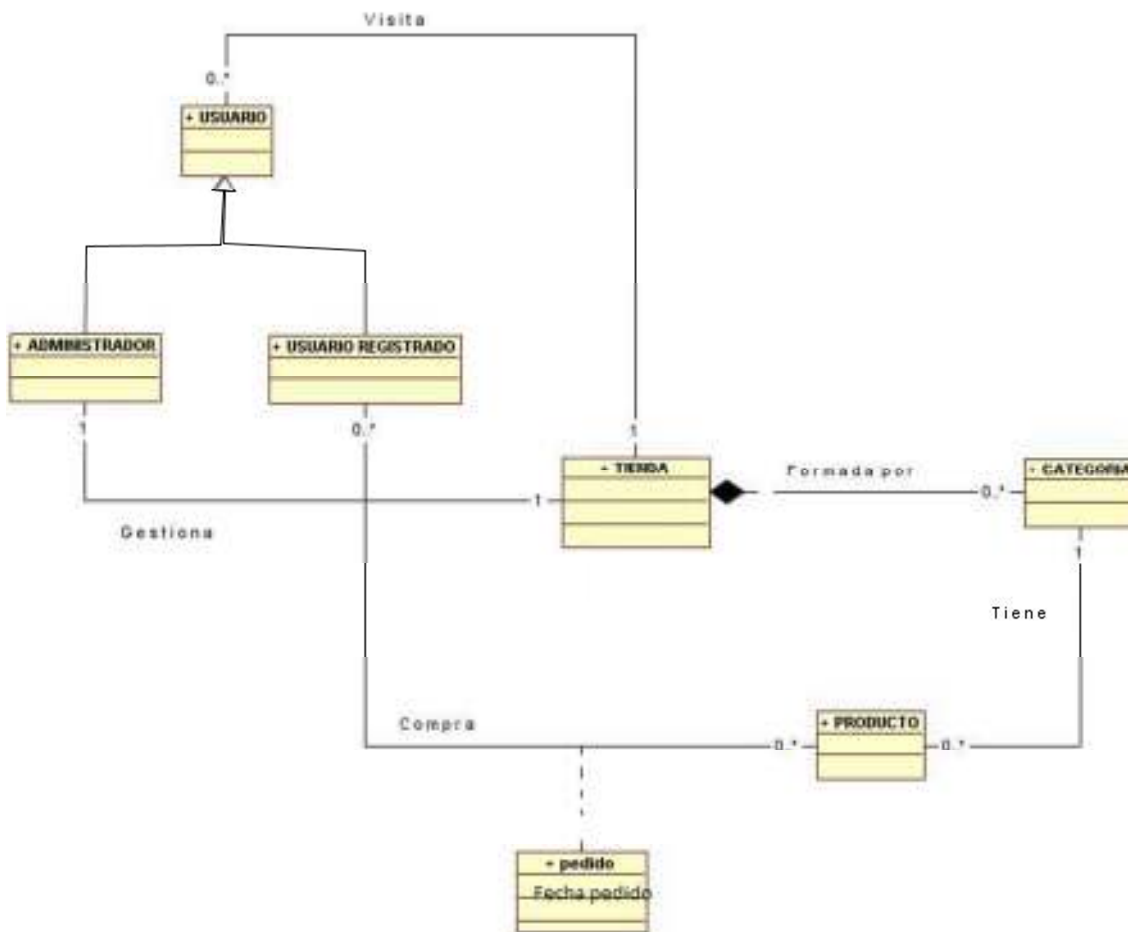 Visita
0..*
+ USUARIO
+ ADMINISTRADOR
+ USUARIO REGISTRADO
1
0..*
1
+ TIENDA
Formada por
- CATEGORIA
1
0..*
Gestiona
1
Tiene
+ PRODUCTO
Compra
0..*
0..*
+ pedido
Fecha pedido